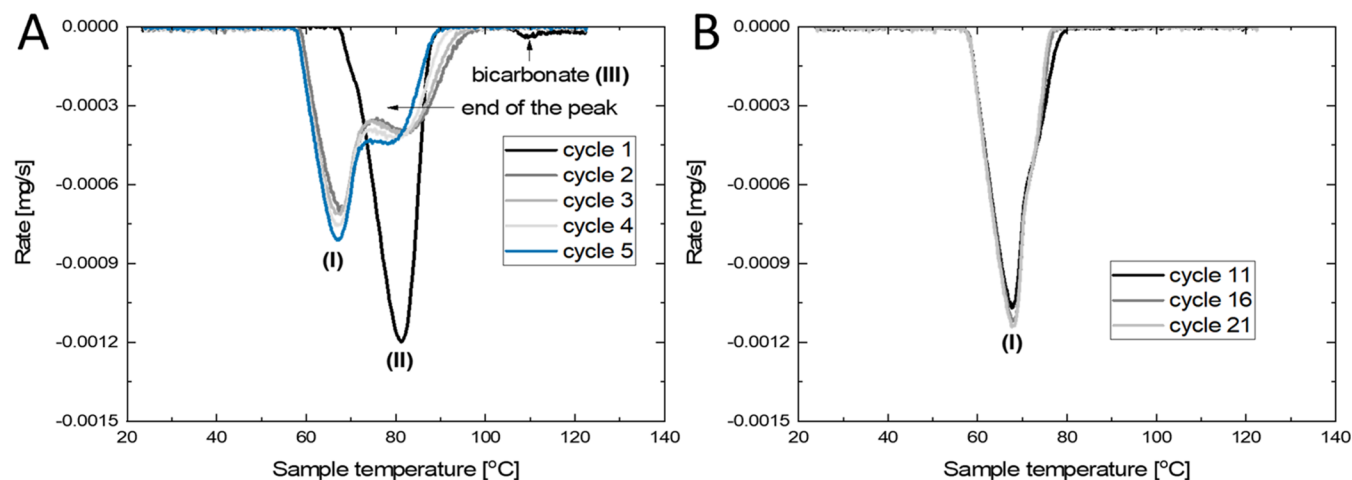 A
0.0000
-0.0003
-0.0006
-0.0009
-0.0012
-0.0015
Rate [mg/s]
20 40 60 80 100 120 140
Sample temperature [°C]
bicarbonate (III)
end of the peak
cycle 1
cycle 2
cycle 3
cycle 4
cycle 5
(I)
(II)
B
0.0000
-0.0003
-0.0006
-0.0009
-0.0012
-0.0015
Rate [mg/s]
20 40 60 80 100 120 140
Sample temperature [°C]
cycle 11
cycle 16
cycle 21
(I)